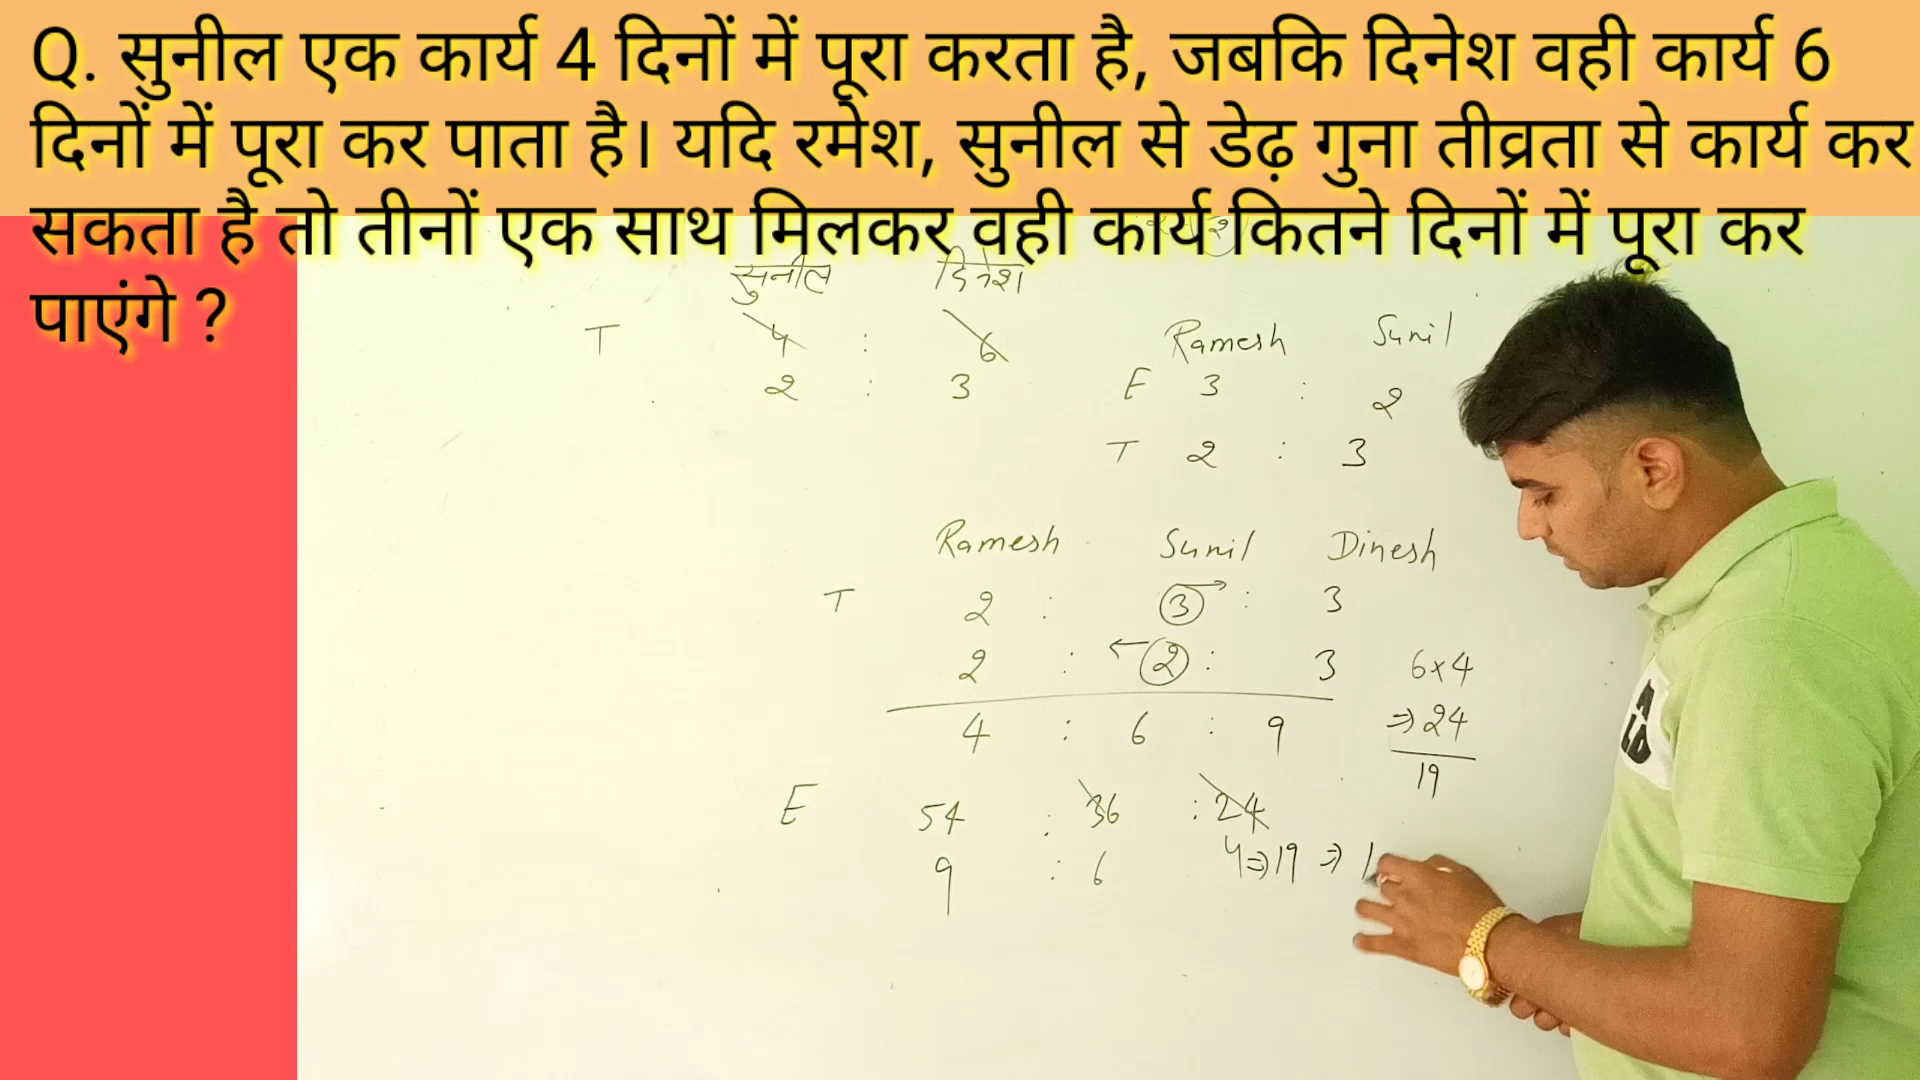 Q. सुनील एक कार्य 4 दिनों में पूरा करता है, जबकि दिनेश वही कार्य 6
दिनों में पूरा कर पाता है। यदि रमेश, सुनील से डेढ़ गुना तीव्रता से कार्य कर
सकता है तो तीनों एक साथ मिलकर वही कार्य कितने दिनों में पूरा कर
पाएंगे ?
सुनील दिनेश
T 4 : 6
2 : 3
Ramesh Sunil
E 3 : 2
T 2 : 3
Ramesh Sunil Dinesh
T 2 : 3 : 3
2 : 2 : 3
4 : 6 : 9
6x4
⇒ 24
19
E 54 : 36 : 24
9 : 6 4 ⇒ 19 ⇒ 1